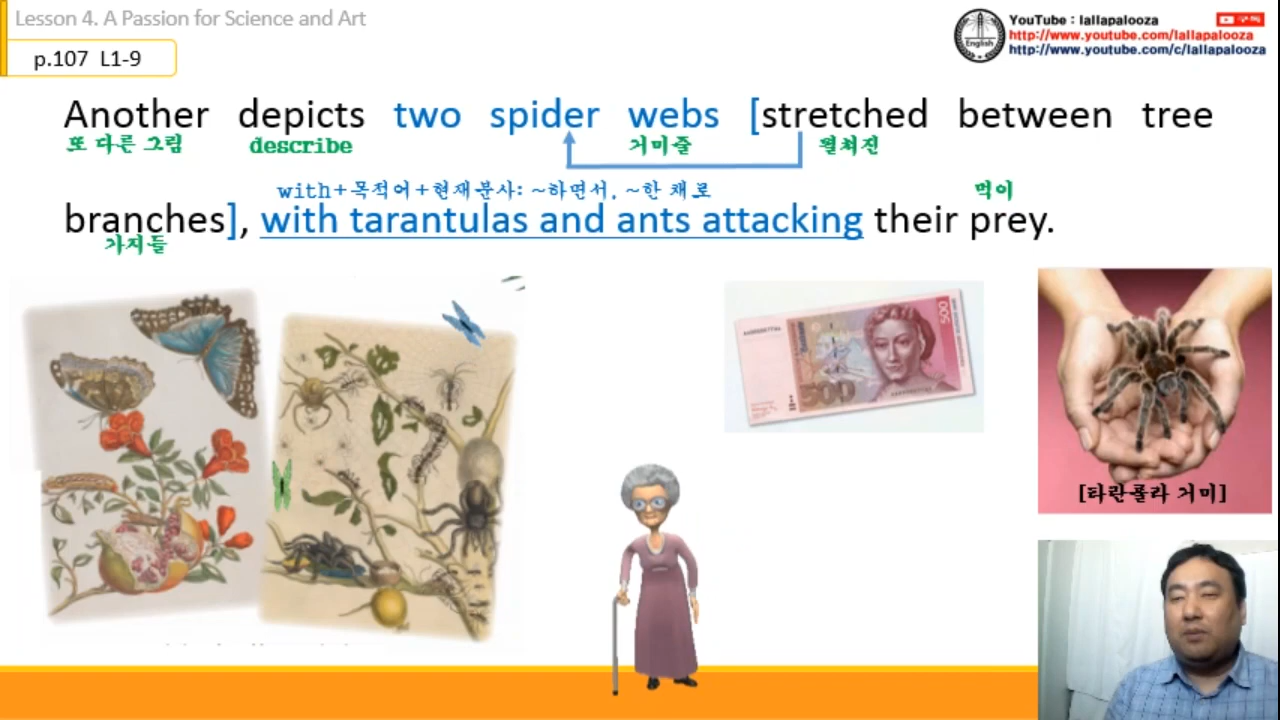 Lesson 4. A Passion for Science and Art
p.107 L1-9
English
YouTube : lallapalooza
구독
http://www.youtube.com/lallapalooza
http://www.youtube.com/c/lallapalooza
Another depicts two spider webs [stretched between tree
또 다른 그림 describe 거미줄 펼쳐진
with+목적어+현재분사: ~하면서, ~한 채로 먹이
branches], with tarantulas and ants attacking their prey.
가지들
500
500
[타란툴라 거미]